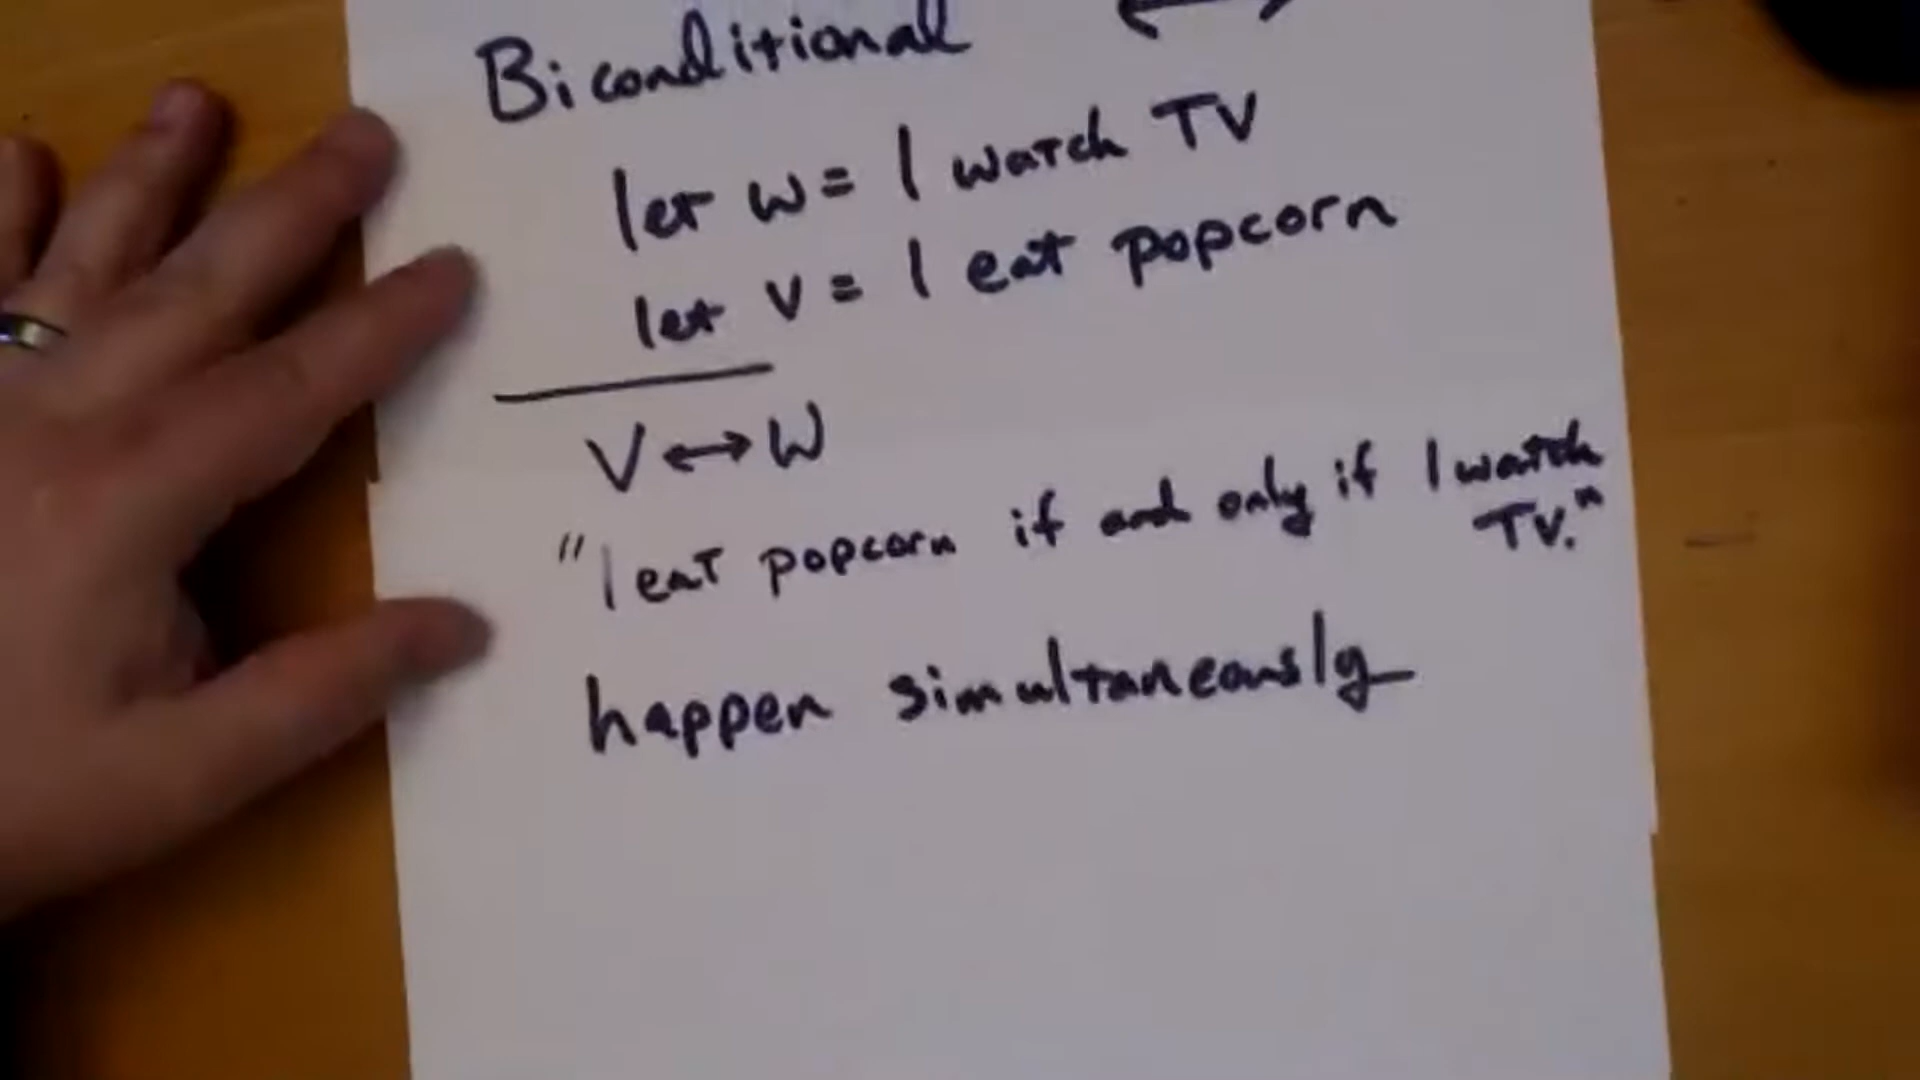 Biconditional ↔
let w = I watch TV
let v = I eat popcorn
V ↔ W
"I eat popcorn if and only if I watch
TV."
happen simultaneously